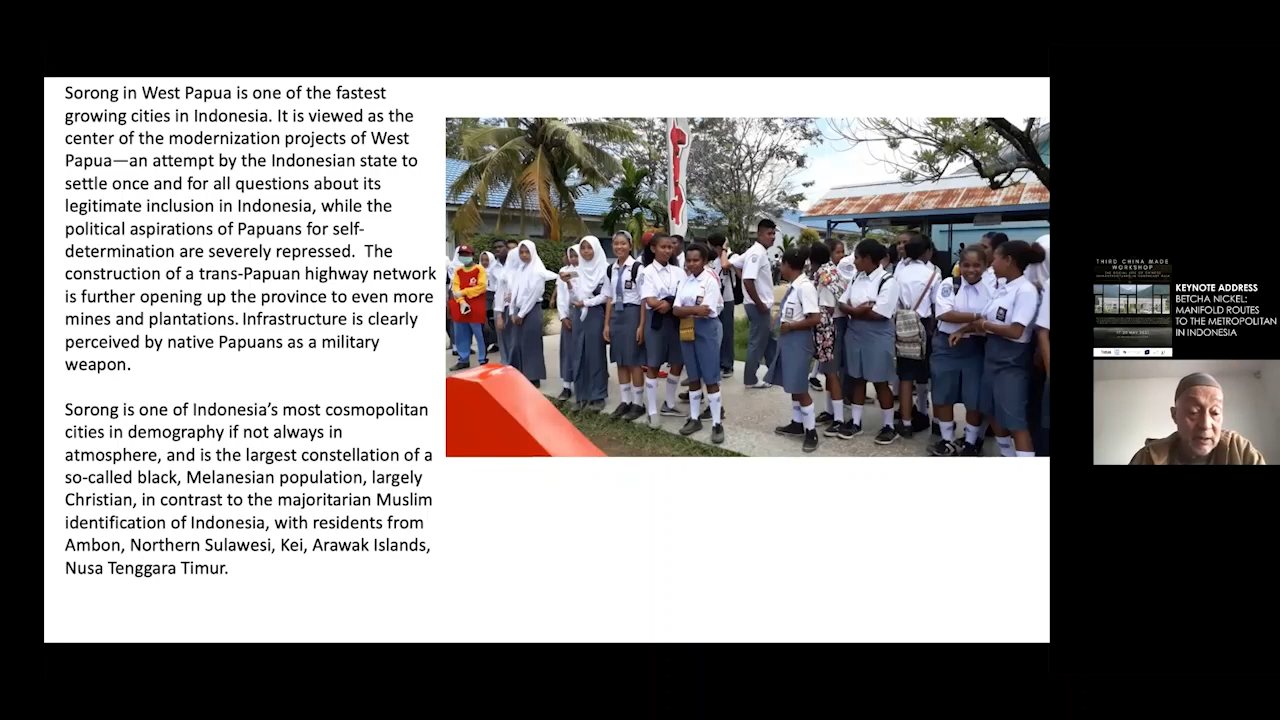 Sorong in West Papua is one of the fastest
growing cities in Indonesia. It is viewed as the
center of the modernization projects of West
Papua—an attempt by the Indonesian state to
settle once and for all questions about its
legitimate inclusion in Indonesia, while the
political aspirations of Papuans for self-
determination are severely repressed.  The
construction of a trans-Papuan highway network
is further opening up the province to even more
mines and plantations. Infrastructure is clearly
perceived by native Papuans as a military
weapon.
Sorong is one of Indonesia’s most cosmopolitan
cities in demography if not always in
atmosphere, and is the largest constellation of a
so-called black, Melanesian population, largely
Christian, in contrast to the majoritarian Muslim
identification of Indonesia, with residents from
Ambon, Northern Sulawesi, Kei, Arawak Islands,
Nusa Tenggara Timur.
THIRD CHINA MADE
WORKSHOP
KEYNOTE ADDRESS
BETCHA NICKEL:
MANIFOLD ROUTES
TO THE METROPOLITAN
IN INDONESIA